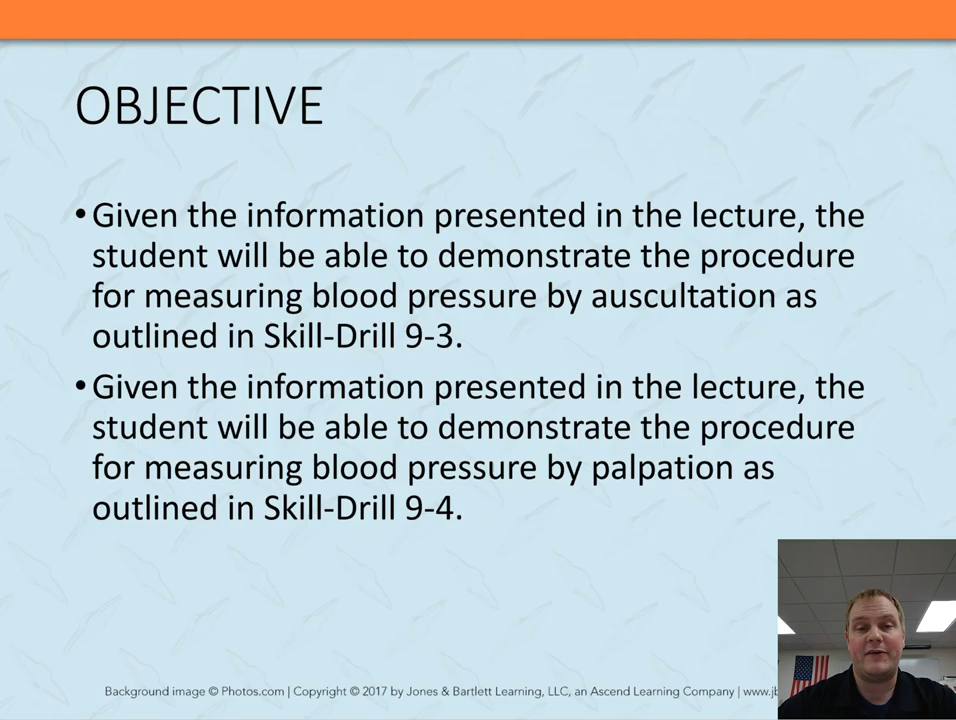 OBJECTIVE
•Given the information presented in the lecture, the
student will be able to demonstrate the procedure
for measuring blood pressure by auscultation as
outlined in Skill-Drill 9-3.
•Given the information presented in the lecture, the
student will be able to demonstrate the procedure
for measuring blood pressure by palpation as
outlined in Skill-Drill 9-4.
Background image © Photos.com | Copyright © 2017 by Jones & Bartlett Learning, LLC, an Ascend Learning Company | www.jb